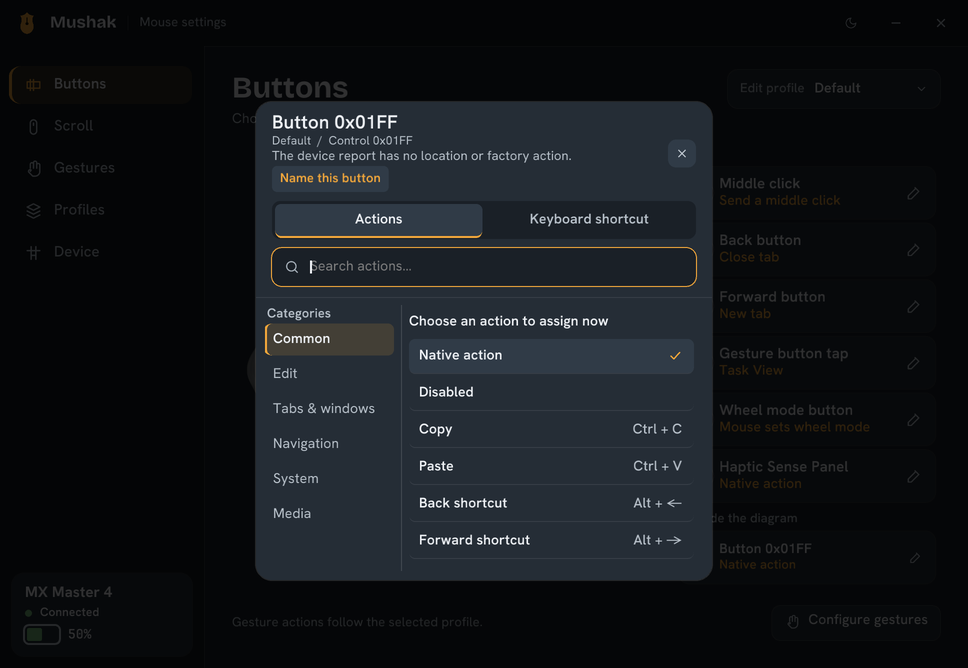 Mushak
Mouse settings
Buttons
Scroll
Gestures
Profiles
Device
MX Master 4
Connected
50%
Buttons
Edit profile Default
Button 0x01FF
Default / Control 0x01FF
The device report has no location or factory action.
Name this button
Actions
Keyboard shortcut
Search actions...
Categories
Common
Edit
Tabs & windows
Navigation
System
Media
Choose an action to assign now
Native action
Disabled
Copy Ctrl + C
Paste Ctrl + V
Back shortcut Alt + ←
Forward shortcut Alt + →
Middle click
Send a middle click
Back button
Close tab
Forward button
New tab
Gesture button tap
Task View
Wheel mode button
Mouse sets wheel mode
Haptic Sense Panel
Native action
the diagram
Button 0x01FF
Native action
Gesture actions follow the selected profile.
Configure gestures